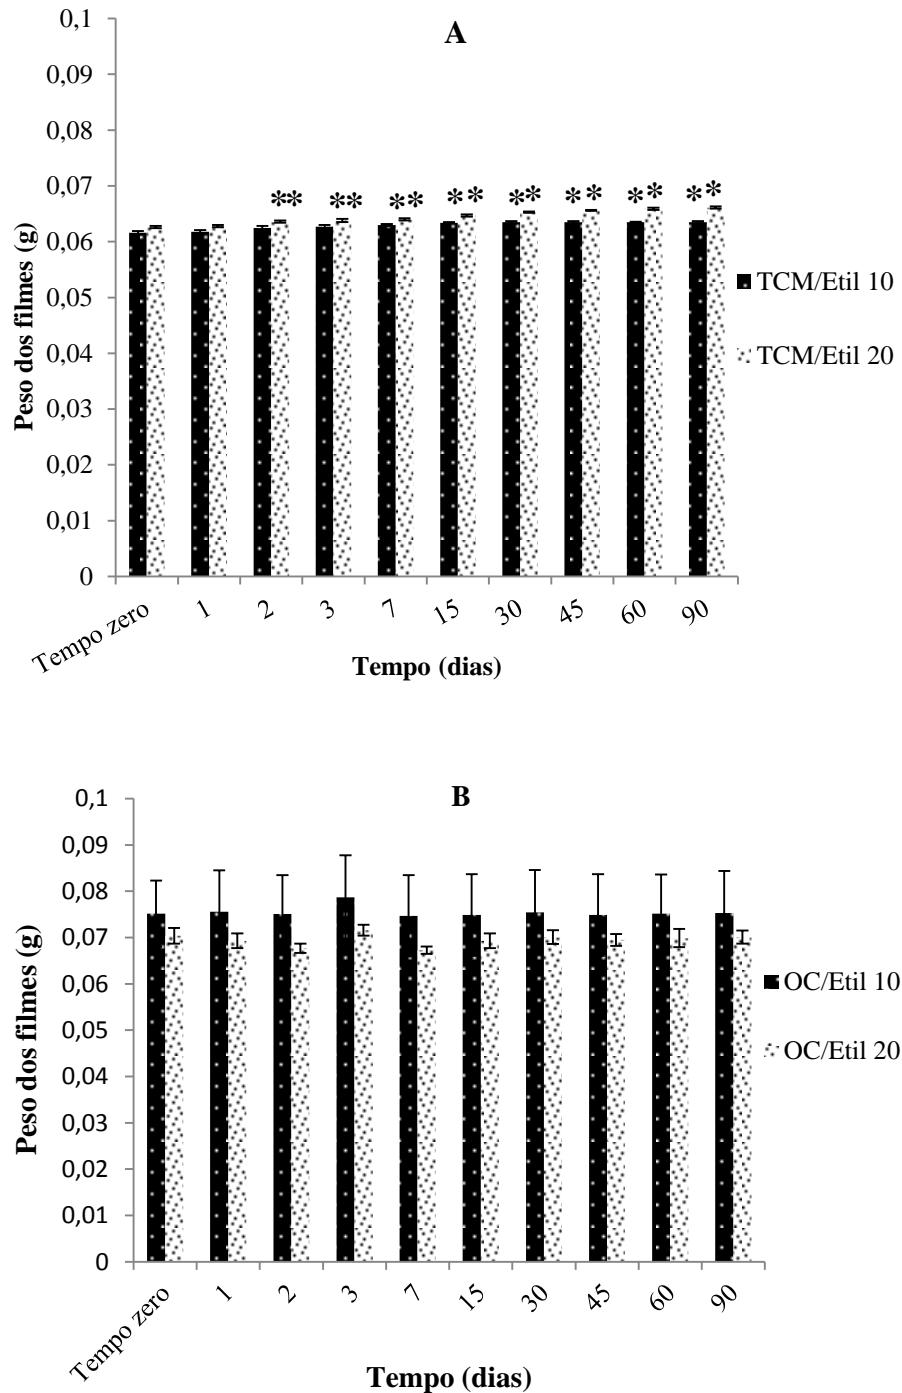 A
0,1
0,09
0,08
0,07
0,06
0,05
0,04
0,03
0,02
0,01
0
Peso dos filmes (g)
** ** ** ** ** ** ** **
TCM/Etil 10
TCM/Etil 20
Tempo zero 1 2 3 7 15 30 45 60 90
Tempo (dias)
B
0,1
0,09
0,08
0,07
0,06
0,05
0,04
0,03
0,02
0,01
0
Peso dos filmes (g)
OC/Etil 10
OC/Etil 20
Tempo zero 1 2 3 7 15 30 45 60 90
Tempo (dias)